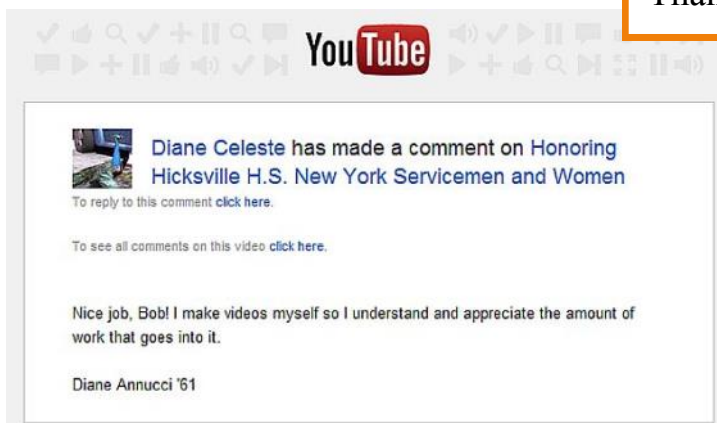 Than
YouTube
Diane Celeste has made a comment on Honoring
Hicksville H.S. New York Servicemen and Women
To reply to this comment click here.
To see all comments on this video click here.
Nice job, Bob! I make videos myself so I understand and appreciate the amount of
work that goes into it.
Diane Annucci '61